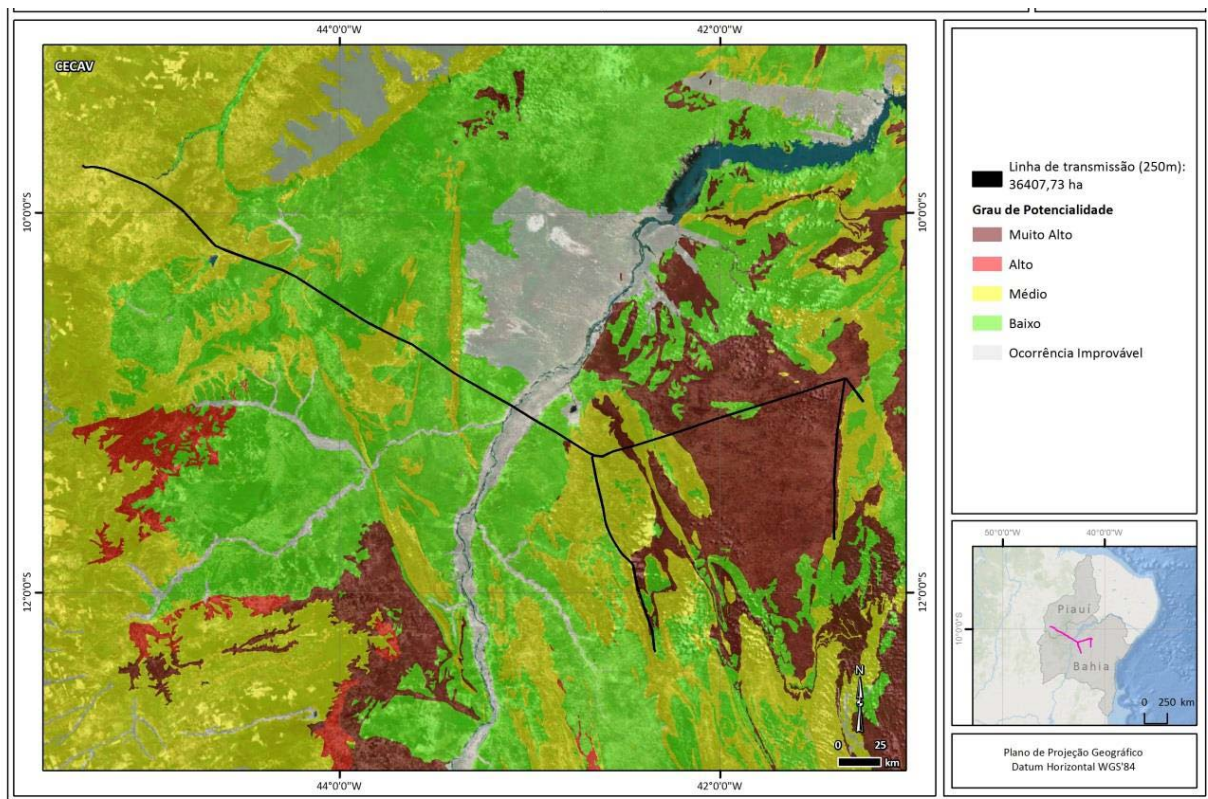 44°0'0"W
42°0'0"W
CECAV
10°0'0"S
10°0'0"S
12°0'0"S
12°0'0"S
N
0 25
km
44°0'0"W
42°0'0"W
Linha de transmissão (250m):
36407,73 ha
Grau de Potencialidade
Muito Alto
Alto
Médio
Baixo
Ocorrência Improvável
50°0'0"W
40°0'0"W
10°0'0"S
Piauí
Bahia
0 250 km
Plano de Projeção Geográfico
Datum Horizontal WGS'84